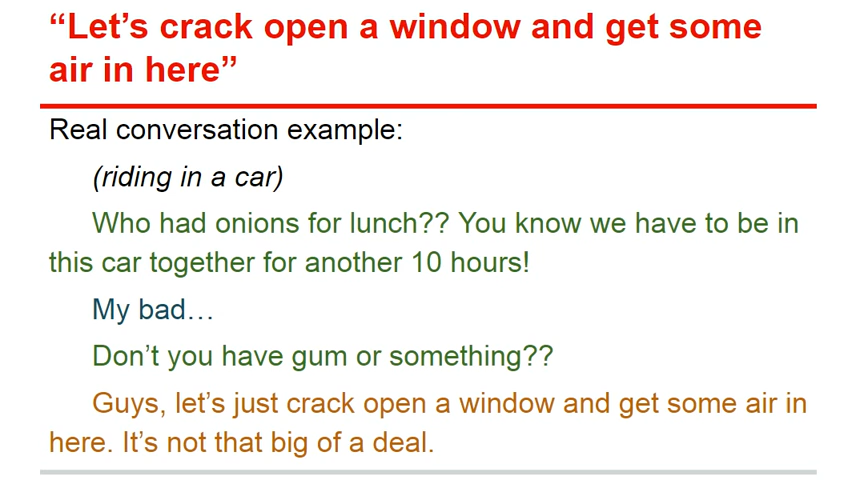 “Let’s crack open a window and get some
air in here”
Real conversation example:
(riding in a car)
Who had onions for lunch?? You know we have to be in
this car together for another 10 hours!
My bad…
Don’t you have gum or something??
Guys, let’s just crack open a window and get some air in
here. It’s not that big of a deal.